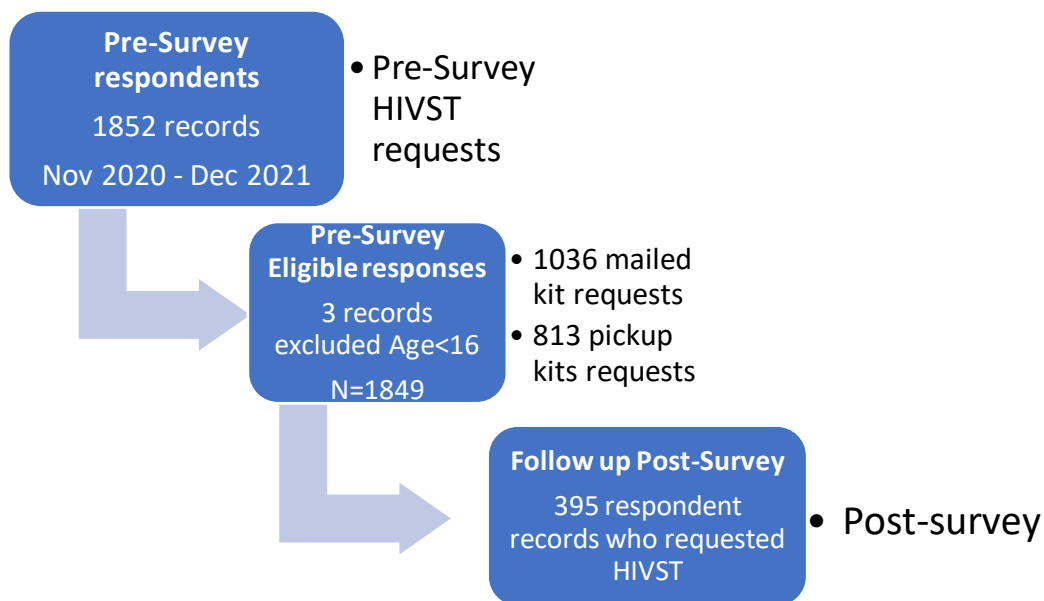 Pre-Survey
respondents
1852 records
Nov 2020 - Dec 2021
• Pre-Survey
HIVST
requests
Pre-Survey
Eligible responses
3 records
excluded Age<16
N=1849
• 1036 mailed
kit requests
• 813 pickup
kits requests
Follow up Post-Survey
395 respondent
records who requested
HIVST
• Post-survey